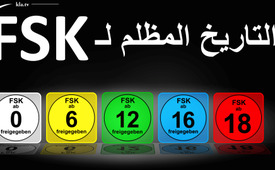 kla.tv
التاريخ المظلم لـ
FSK
FSK
ab
0
freigegeben
FSK
ab
6
freigegeben
FSK
ab
12
freigegeben
FSK
ab
16
freigegeben
FSK
ab
18
freigegeben